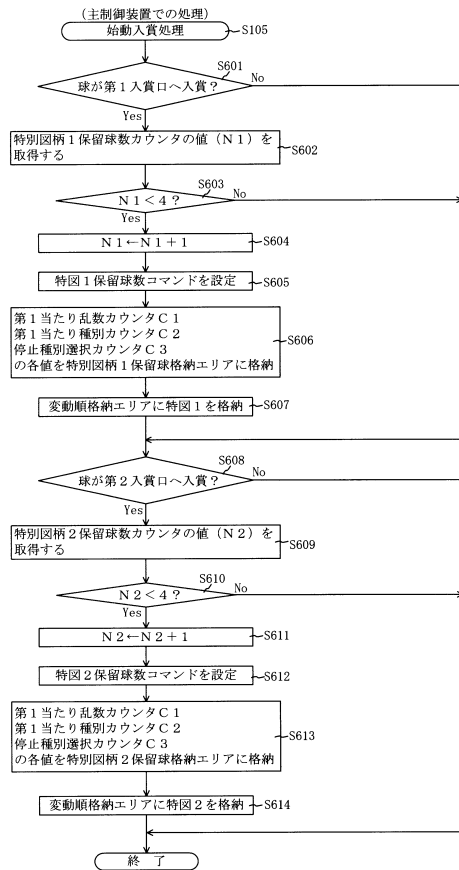 （主制御装置での処理）
始動入賞処理
S105
球が第１入賞口へ入賞？
S601
No
Yes
特別図柄１保留球数カウンタの値（Ｎ１）を
取得する
S602
Ｎ１＜４？
S603
No
Yes
Ｎ１←Ｎ１＋１
S604
特図１保留球数コマンドを設定
S605
第１当たり乱数カウンタＣ１
第１当たり種別カウンタＣ２
停止種別選択カウンタＣ３
の各値を特別図柄１保留球格納エリアに格納
S606
変動順格納エリアに特図１を格納
S607
球が第２入賞口へ入賞？
S608
No
Yes
特別図柄２保留球数カウンタの値（Ｎ２）を
取得する
S609
Ｎ２＜４？
S610
No
Yes
Ｎ２←Ｎ２＋１
S611
特図２保留球数コマンドを設定
S612
第１当たり乱数カウンタＣ１
第１当たり種別カウンタＣ２
停止種別選択カウンタＣ３
の各値を特別図柄２保留球格納エリアに格納
S613
変動順格納エリアに特図２を格納
S614
終　了